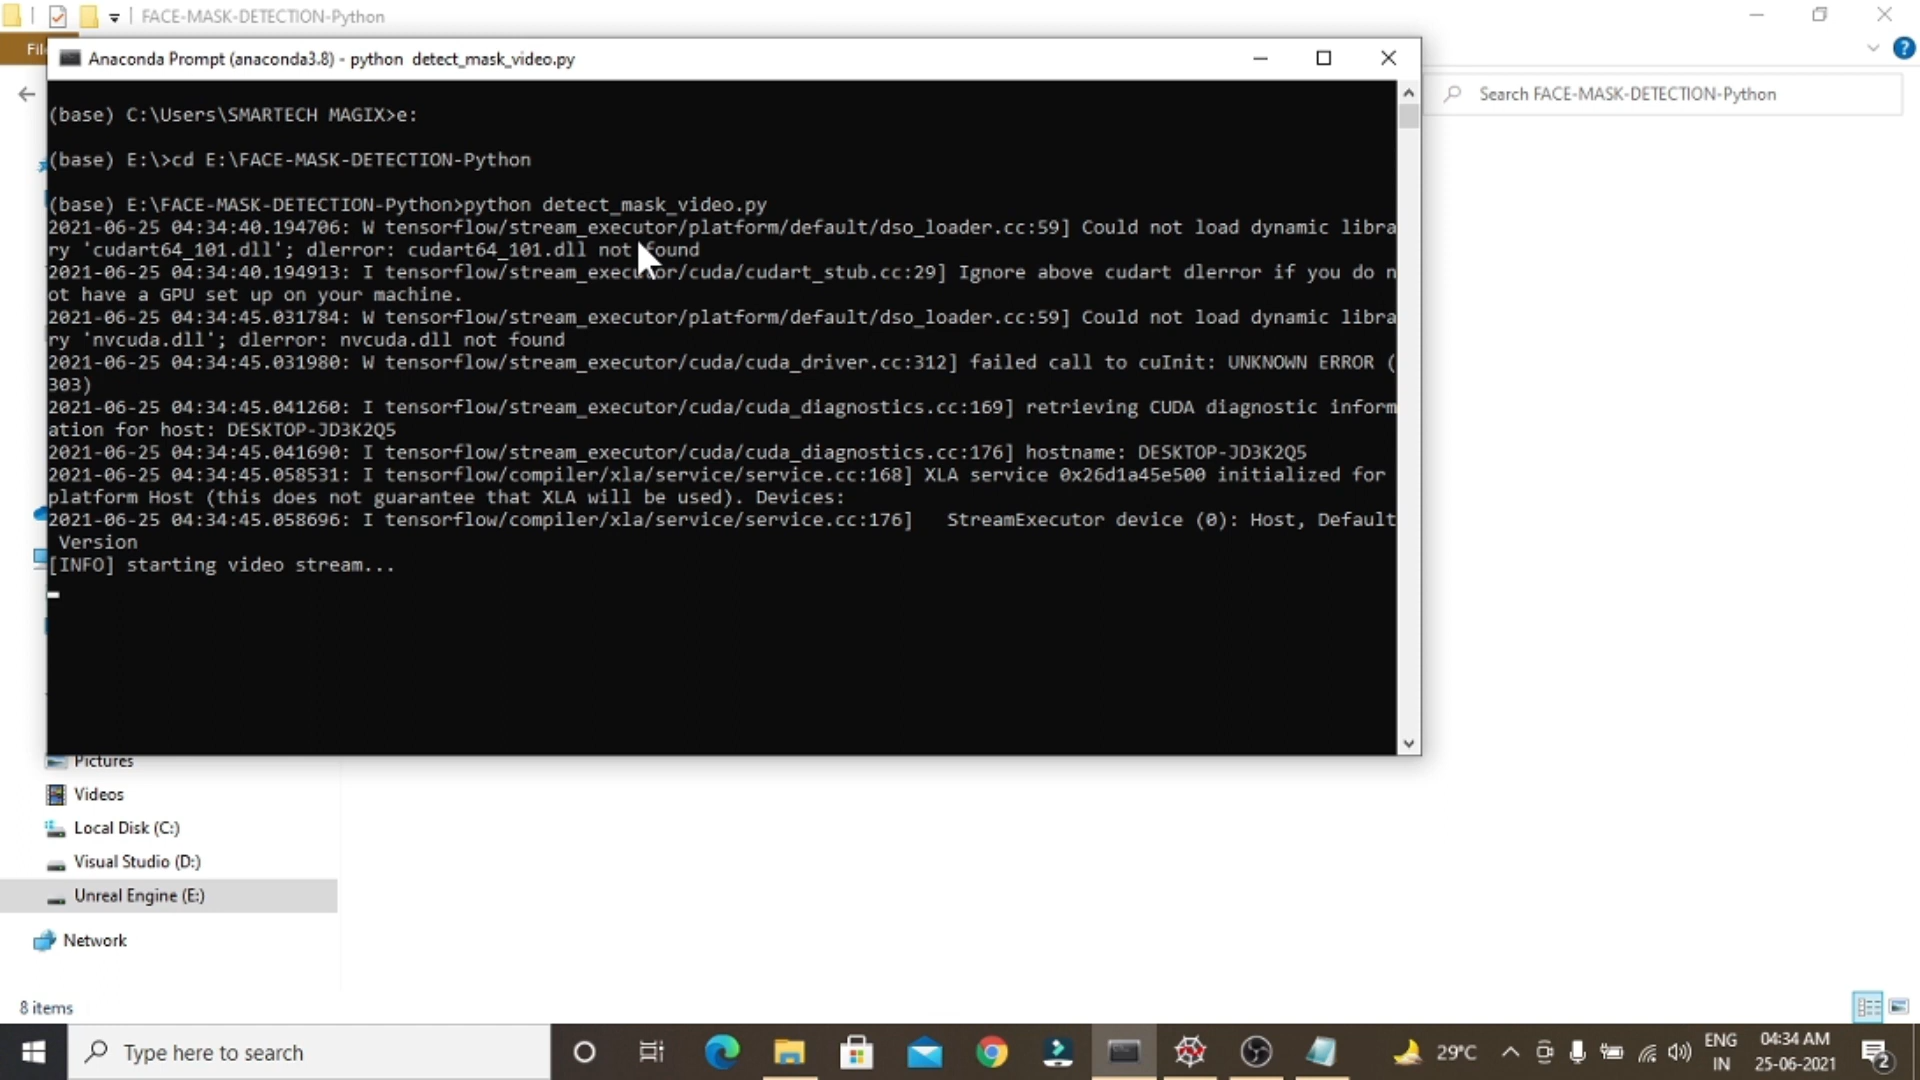 FACE-MASK-DETECTION-Python
Anaconda Prompt (anaconda3.8) - python  detect_mask_video.py
Search FACE-MASK-DETECTION-Python
(base) C:\Users\SMARTECH MAGIX>e:
(base) E:\>cd E:\FACE-MASK-DETECTION-Python
(base) E:\FACE-MASK-DETECTION-Python>python detect_mask_video.py
2021-06-25 04:34:40.194706: W tensorflow/stream_executor/platform/default/dso_loader.cc:59] Could not load dynamic libra
ry 'cudart64_101.dll'; dlerror: cudart64_101.dll not found
2021-06-25 04:34:40.194913: I tensorflow/stream_executor/cuda/cudart_stub.cc:29] Ignore above cudart dlerror if you do n
ot have a GPU set up on your machine.
2021-06-25 04:34:45.031784: W tensorflow/stream_executor/platform/default/dso_loader.cc:59] Could not load dynamic libra
ry 'nvcuda.dll'; dlerror: nvcuda.dll not found
2021-06-25 04:34:45.031980: W tensorflow/stream_executor/cuda/cuda_driver.cc:312] failed call to cuInit: UNKNOWN ERROR (
303)
2021-06-25 04:34:45.041260: I tensorflow/stream_executor/cuda/cuda_diagnostics.cc:169] retrieving CUDA diagnostic inform
ation for host: DESKTOP-JD3K2Q5
2021-06-25 04:34:45.041690: I tensorflow/stream_executor/cuda/cuda_diagnostics.cc:176] hostname: DESKTOP-JD3K2Q5
2021-06-25 04:34:45.058531: I tensorflow/compiler/xla/service/service.cc:168] XLA service 0x26d1a45e500 initialized for
platform Host (this does not guarantee that XLA will be used). Devices:
2021-06-25 04:34:45.058696: I tensorflow/compiler/xla/service/service.cc:176]   StreamExecutor device (0): Host, Default
 Version
[INFO] starting video stream...
Pictures
Videos
Local Disk (C:)
Visual Studio (D:)
Unreal Engine (E:)
Network
8 items
Type here to search
29°C
ENG
IN
04:34 AM
25-06-2021
2